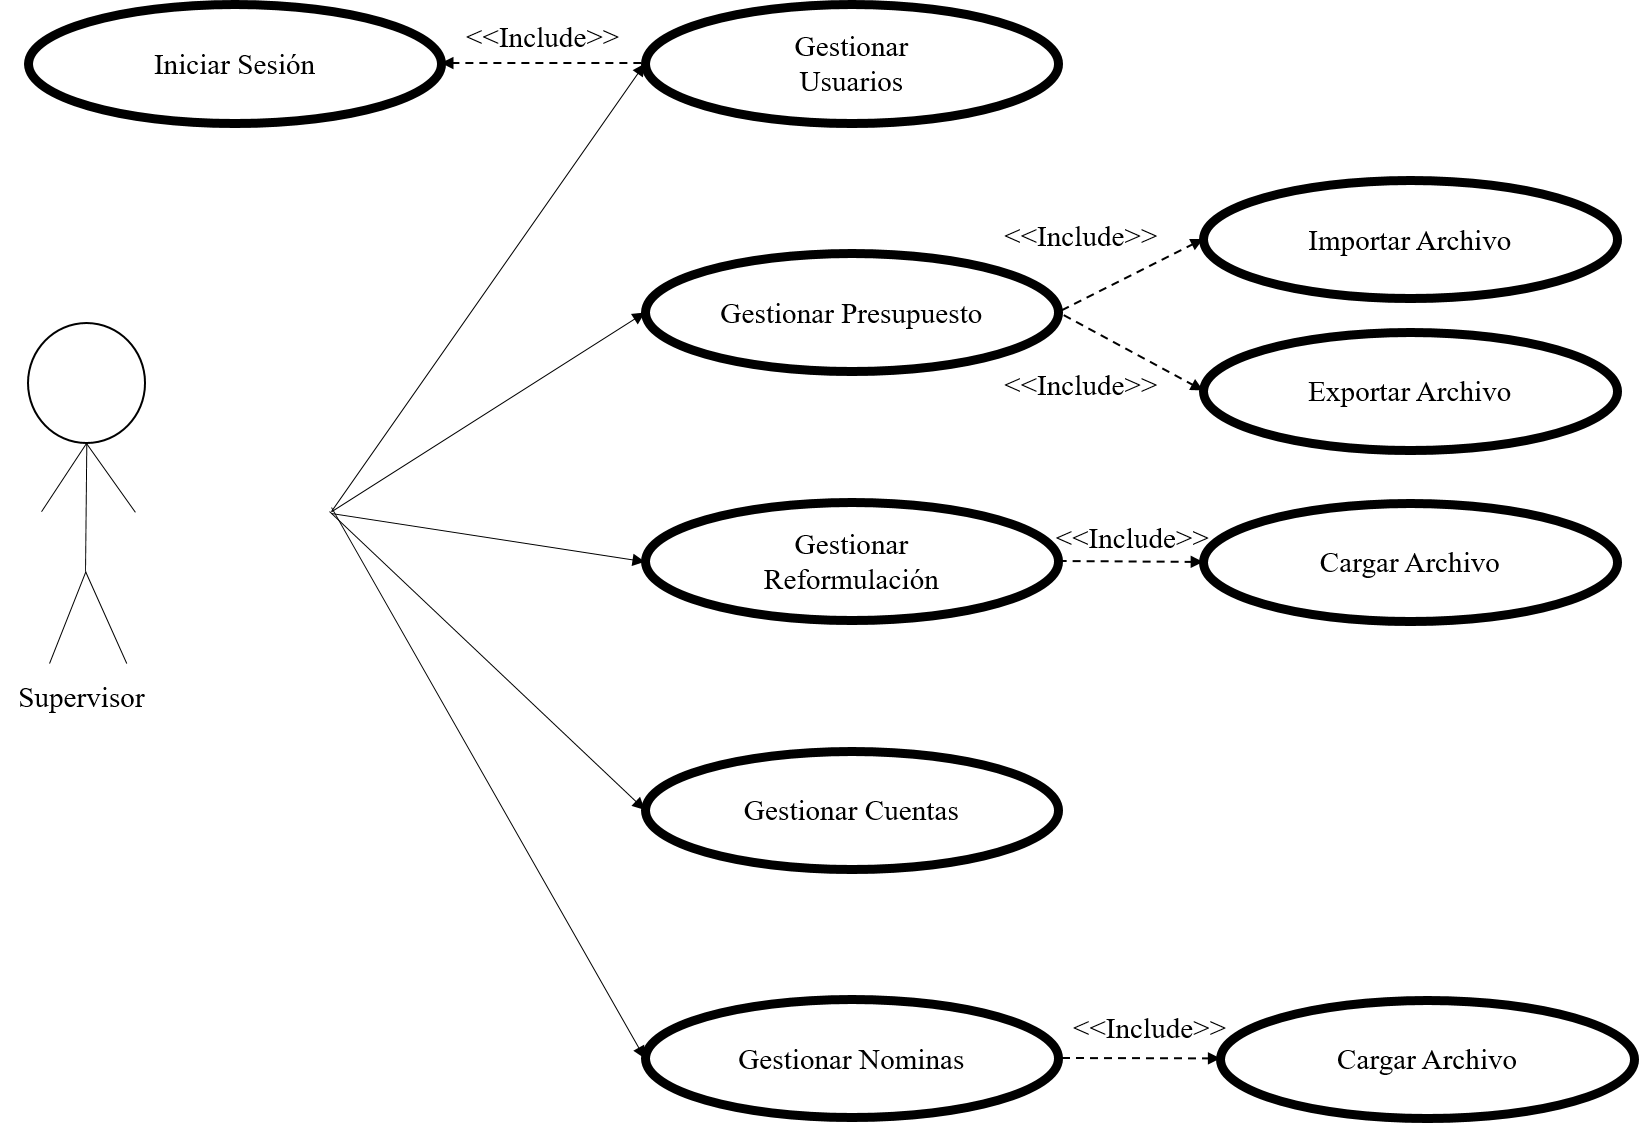 Iniciar Sesión
<<Include>>
Gestionar
Usuarios
<<Include>>
Importar Archivo
Gestionar Presupuesto
<<Include>>
Exportar Archivo
Gestionar
Reformulación
<<Include>>
Cargar Archivo
Supervisor
Gestionar Cuentas
Gestionar Nominas
<<Include>>
Cargar Archivo